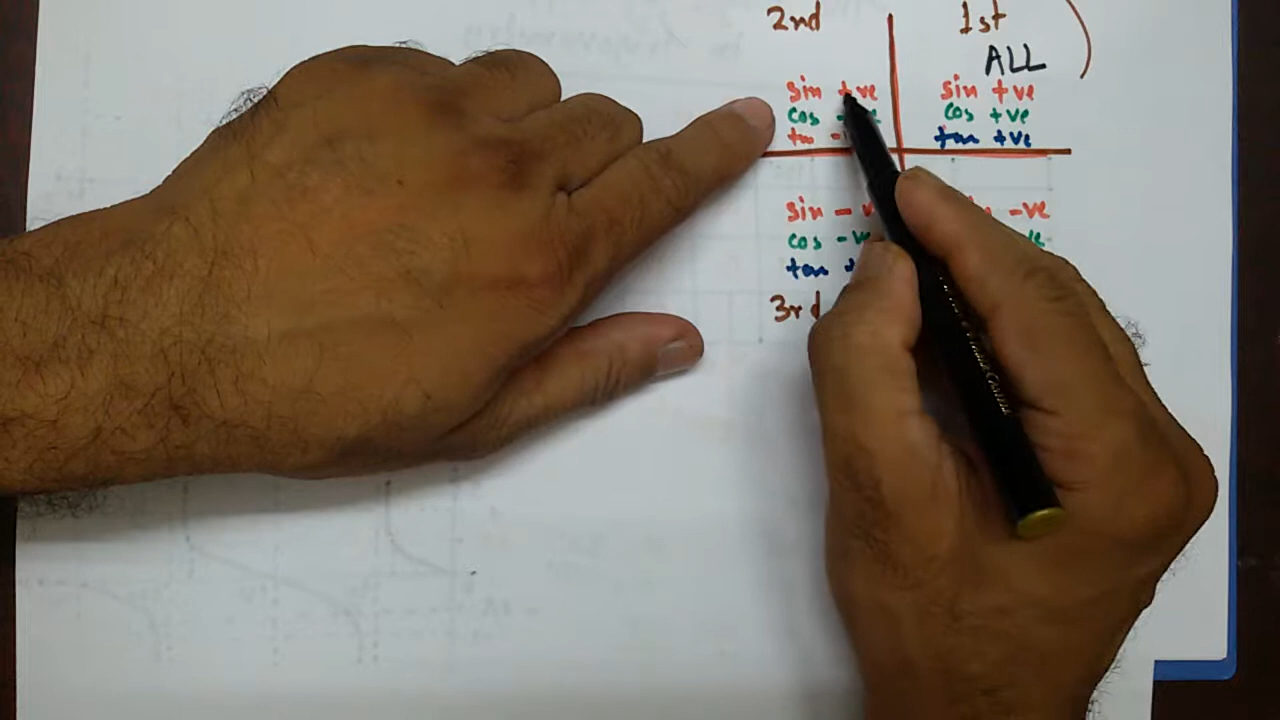 2nd 1st
ALL
sin +ve sin +ve
cos cos +ve
tan - tan +ve
sin - v -ve
cos -ve ve
tan +
3rd